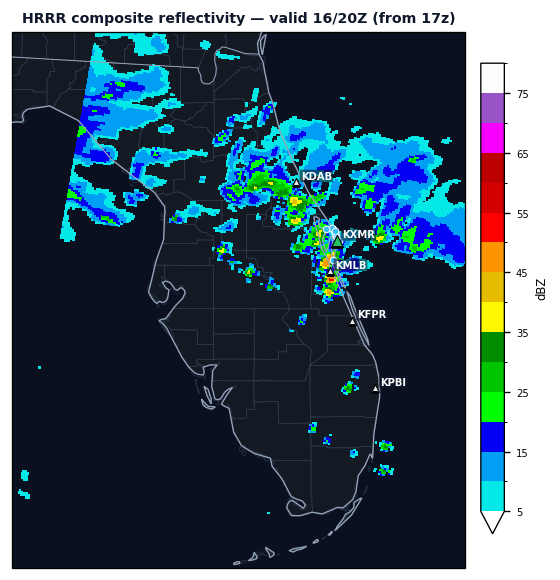 HRRR composite reflectivity — valid 16/20Z (from 17z)
KDAB
KXMR
KMLB
KFPR
KPBI
75
65
55
45
35
25
15
5
dBZ